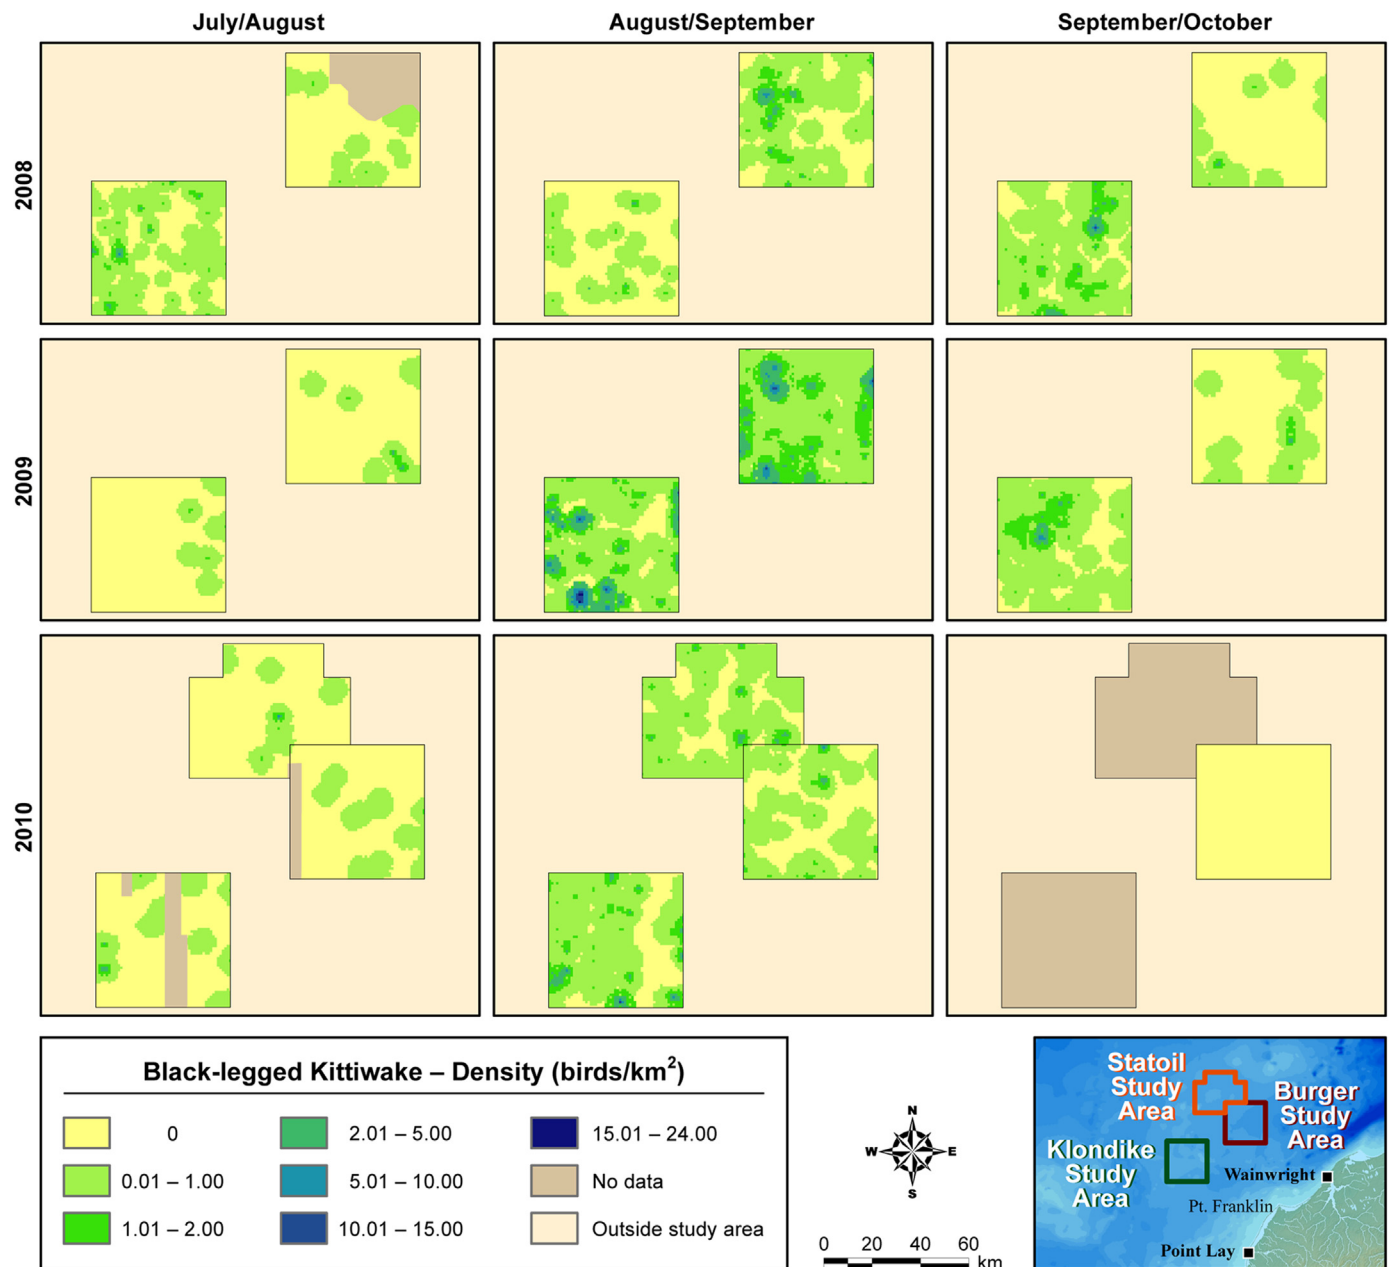 July/August
August/September
September/October
2008
2009
2010
Black-legged Kittiwake – Density (birds/km²)
0
0.01 – 1.00
1.01 – 2.00
2.01 – 5.00
5.01 – 10.00
10.01 – 15.00
15.01 – 24.00
No data
Outside study area
N
W E
S
0 20 40 60
km
Statoil
Study
Area
Burger
Study
Area
Klondike
Study
Area
Wainwright
Pt. Franklin
Point Lay